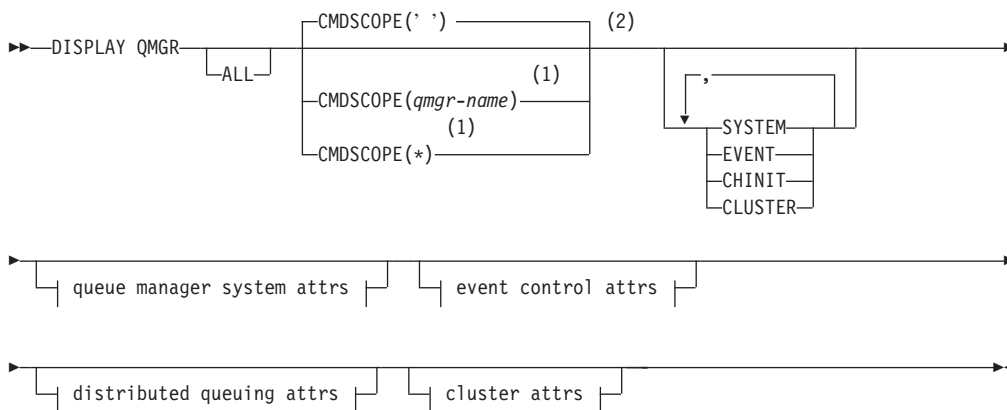 CMDSCOPE(' ') (2)
DISPLAY QMGR
ALL ,
(1)
CMDSCOPE(qmgr-name) SYSTEM
(1) EVENT
CMDSCOPE(*) CHINIT
CLUSTER
queue manager system attrs event control attrs
distributed queuing attrs cluster attrs